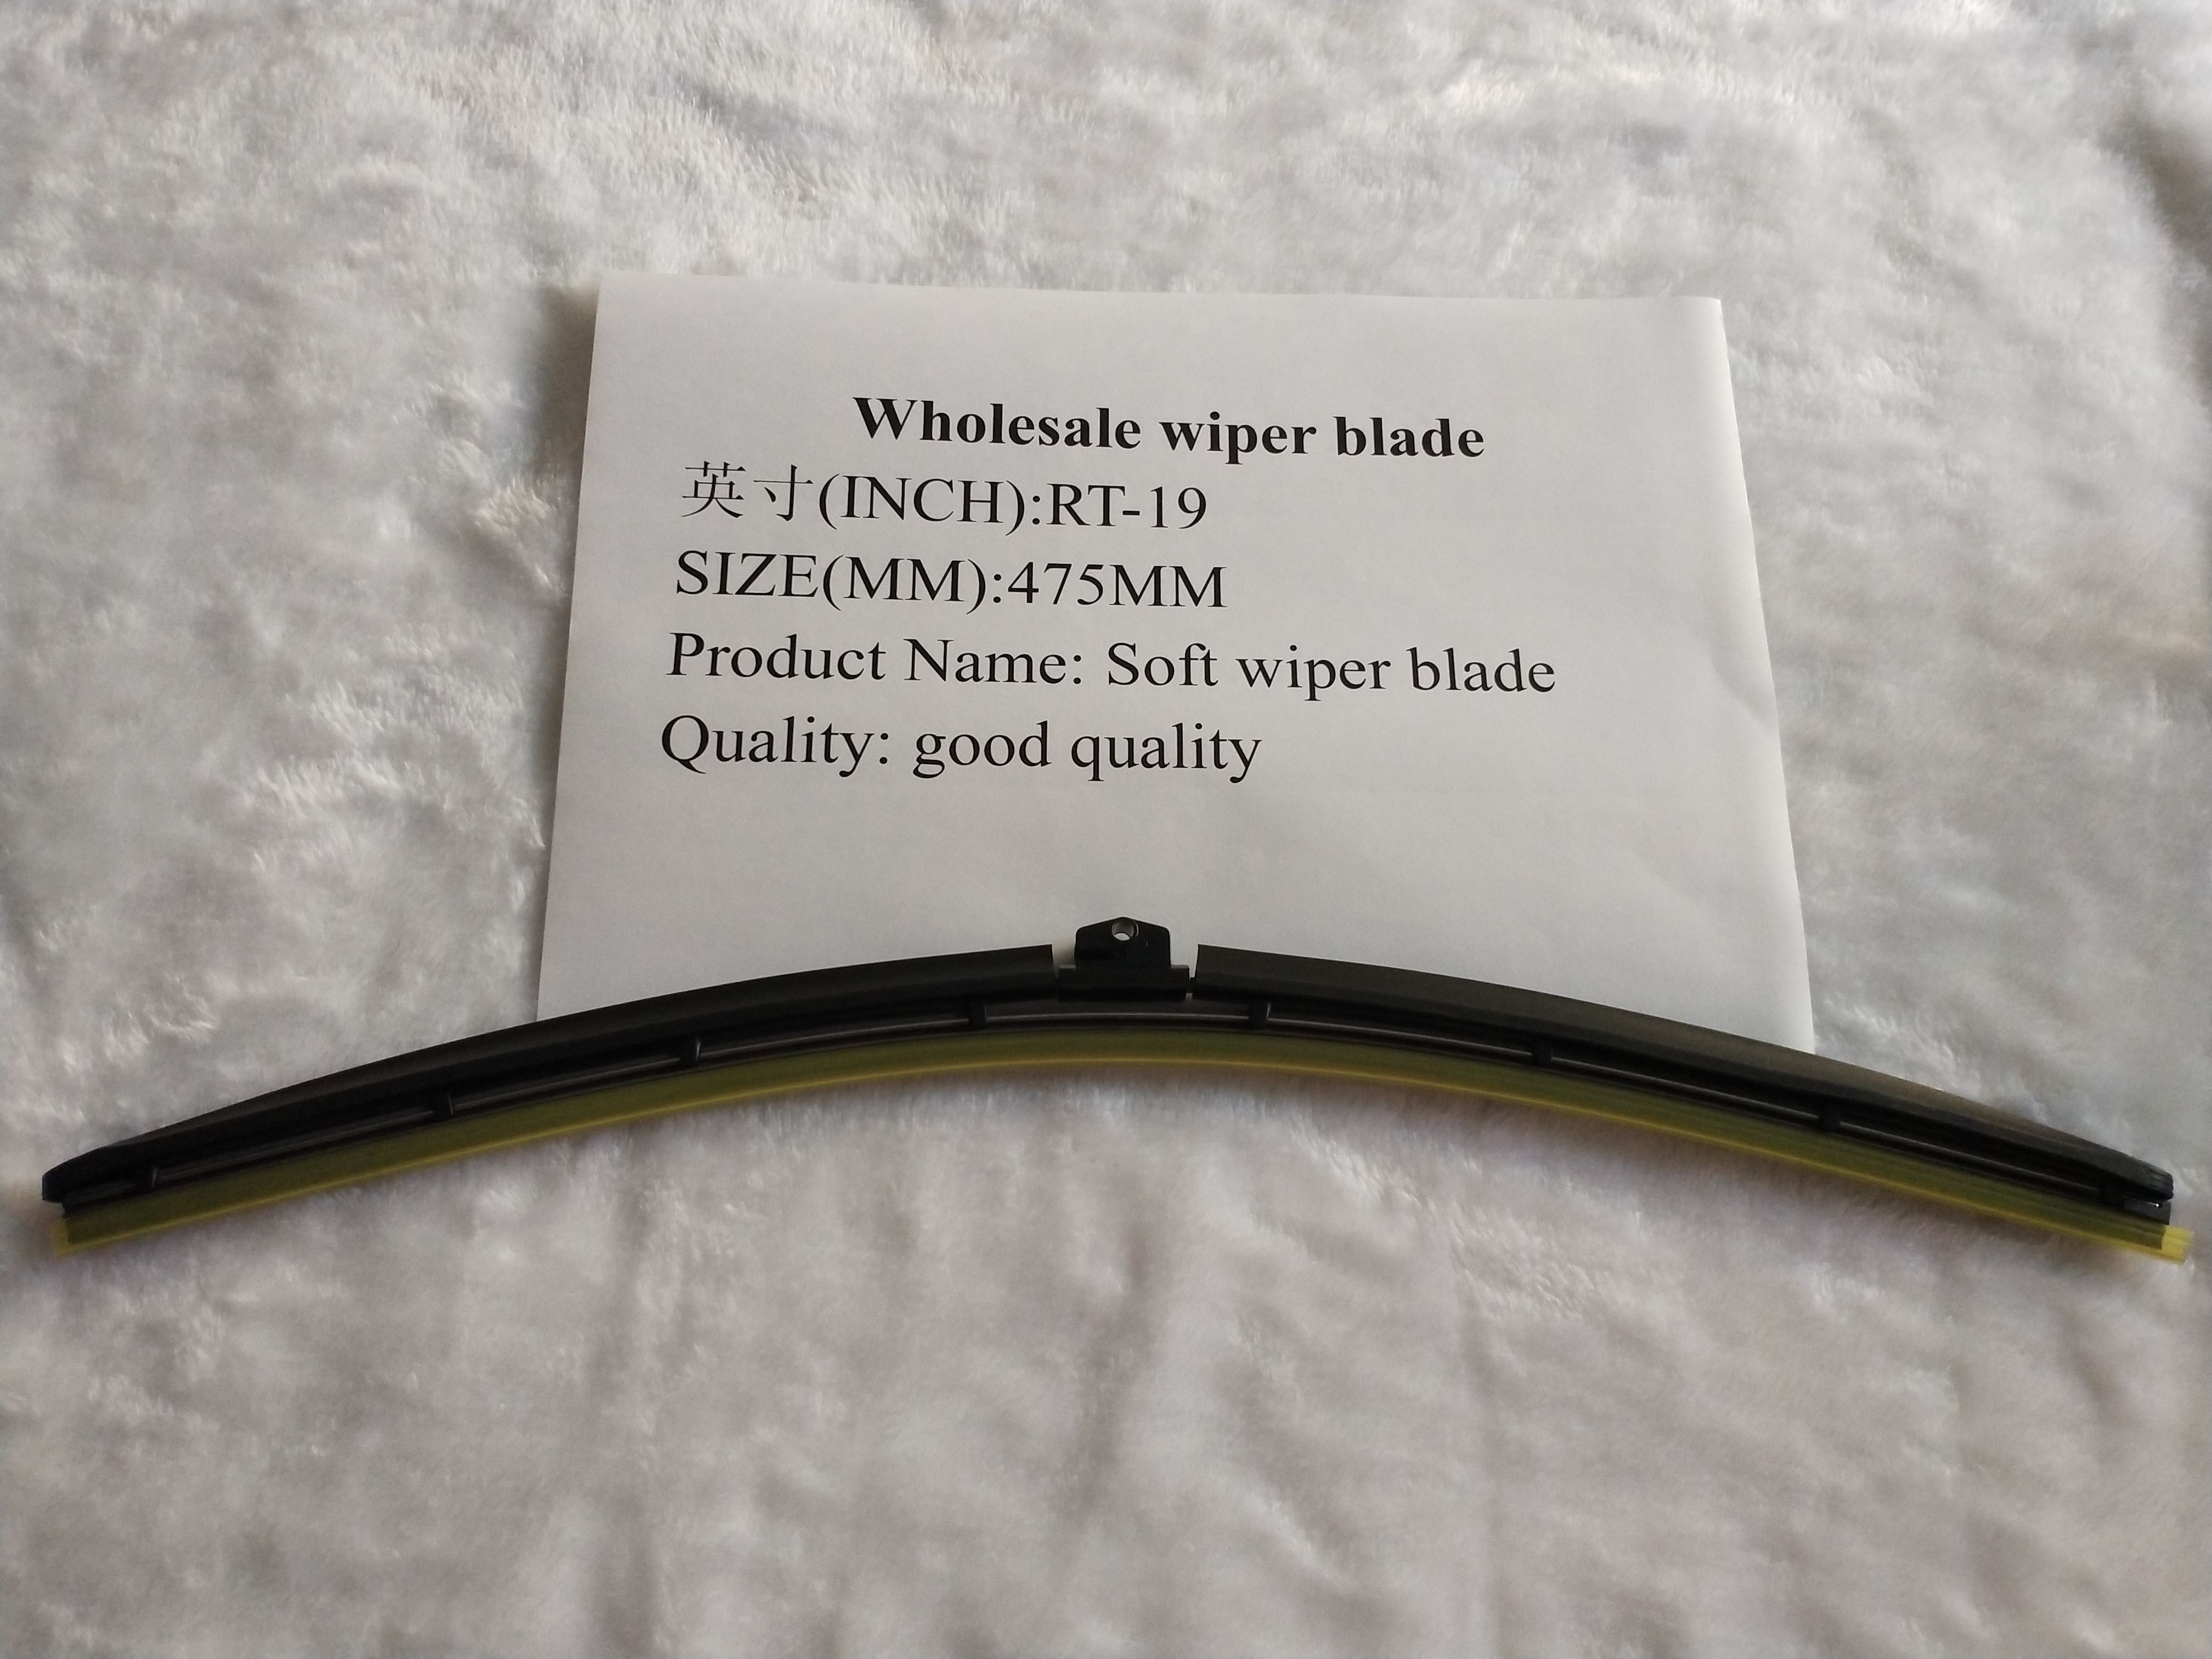 Wholesale wiper blade
英寸(INCH):RT-19
SIZE(MM):475MM
Product Name: Soft wiper blade
Quality: good quality